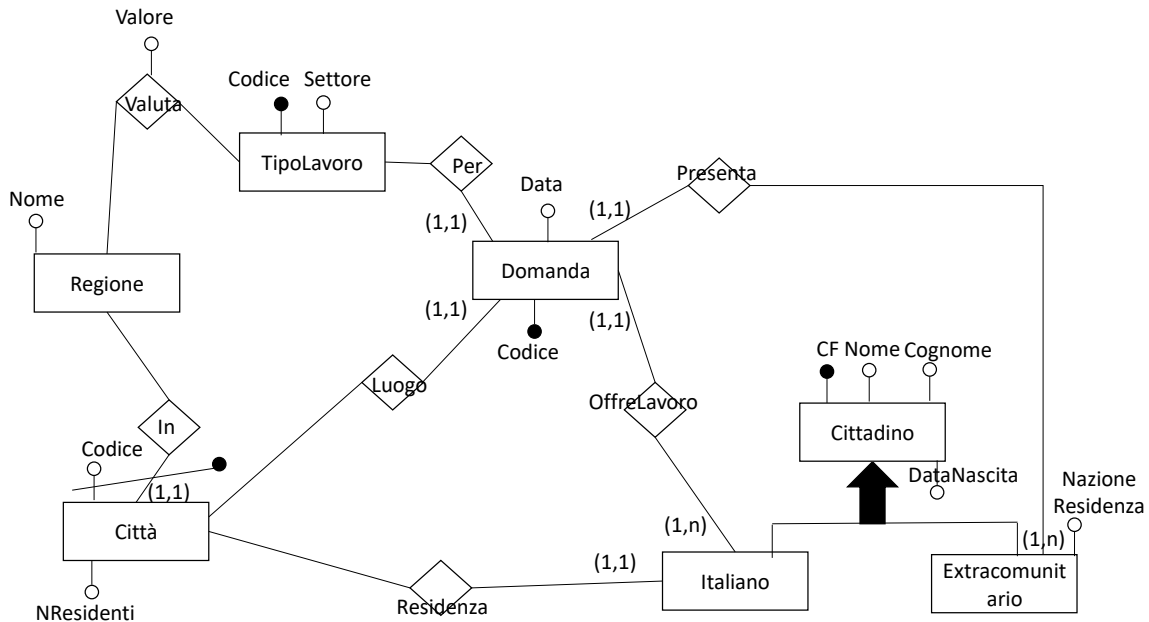 Valore
Codice Settore
Valuta
TipoLavoro
Per
Presenta
Data
Nome
(1,1)
(1,1)
Regione
Domanda
(1,1)
(1,1)
Codice
CF Nome Cognome
Luogo
OffreLavoro
In
Cittadino
Codice
DataNascita
Nazione
Residenza
(1,1)
Città
(1,n)
(1,n)
(1,1)
Italiano
Extracomunit
ario
Residenza
NResidenti